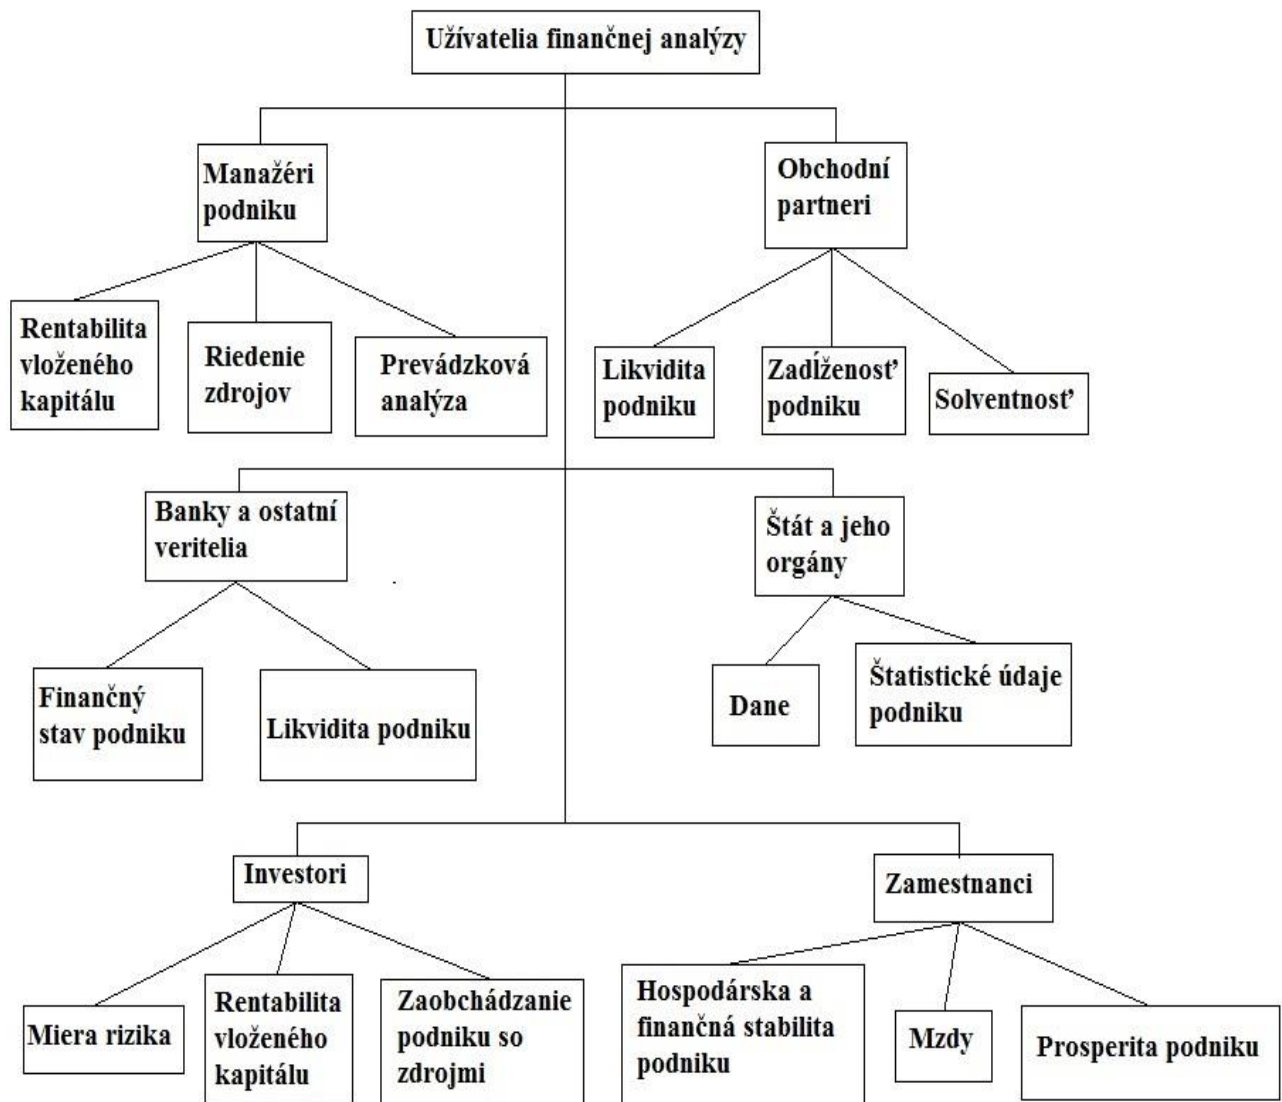 Užívatelia finančnej analýzy
Manažéri
podniku
Obchodní
partneri
Rentabilita
vloženého
kapitálu
Riedenie
zdrojov
Prevádzková
analýza
Likvidita
podniku
Zadĺženosť
podniku
Solventnosť
Banky a ostatní
veritelia
Štát a jeho
orgány
Finančný
stav podniku
Likvidita podniku
Dane
Štatistické údaje
podniku
Investori
Zamestnanci
Miera rizika
Rentabilita
vloženého
kapitálu
Zaobchádzanie
podniku so
zdrojmi
Hospodárska a
finančná stabilita
podniku
Mzdy
Prosperita podniku